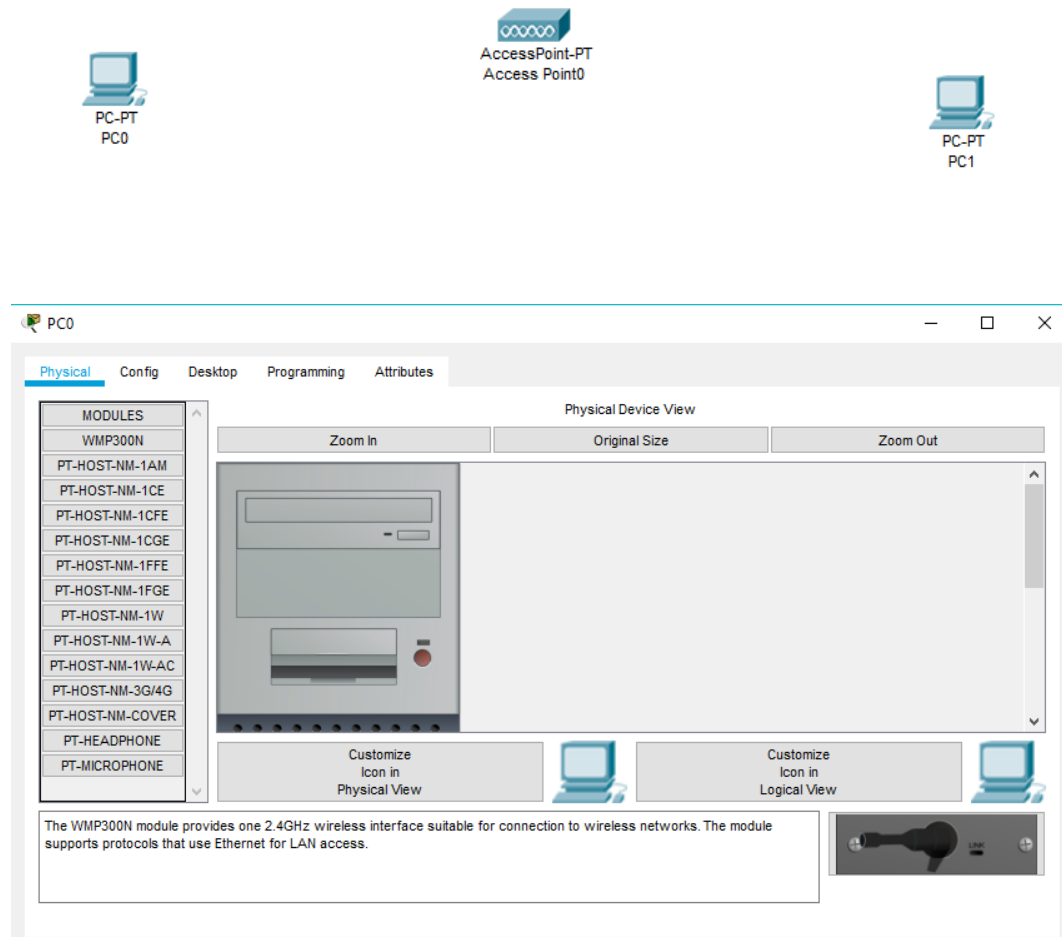 AccessPoint-PT
Access Point0
PC-PT
PC0
PC-PT
PC1
PC0
Physical Config Desktop Programming Attributes
MODULES
WMP300N
PT-HOST-NM-1AM
PT-HOST-NM-1CE
PT-HOST-NM-1CFE
PT-HOST-NM-1CGE
PT-HOST-NM-1FFE
PT-HOST-NM-1FGE
PT-HOST-NM-1W
PT-HOST-NM-1W-A
PT-HOST-NM-1W-AC
PT-HOST-NM-3G/4G
PT-HOST-NM-COVER
PT-HEADPHONE
PT-MICROPHONE
Physical Device View
Zoom In Original Size Zoom Out
Customize
Icon in
Physical View
Customize
Icon in
Logical View
The WMP300N module provides one 2.4GHz wireless interface suitable for connection to wireless networks. The module
supports protocols that use Ethernet for LAN access.
LINK